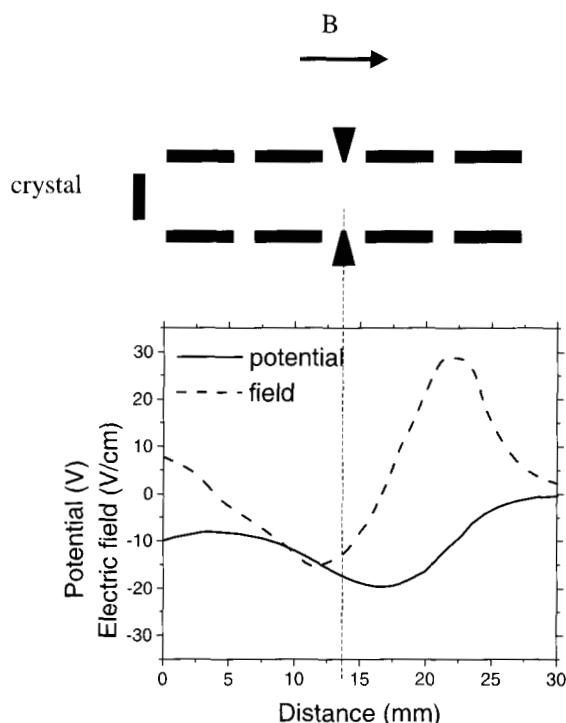 B
crystal
potential
field
30
20
10
0
-10
-20
-30
Potential (V)
Electric field (V/cm)
0 5 10 15 20 25 30
Distance (mm)